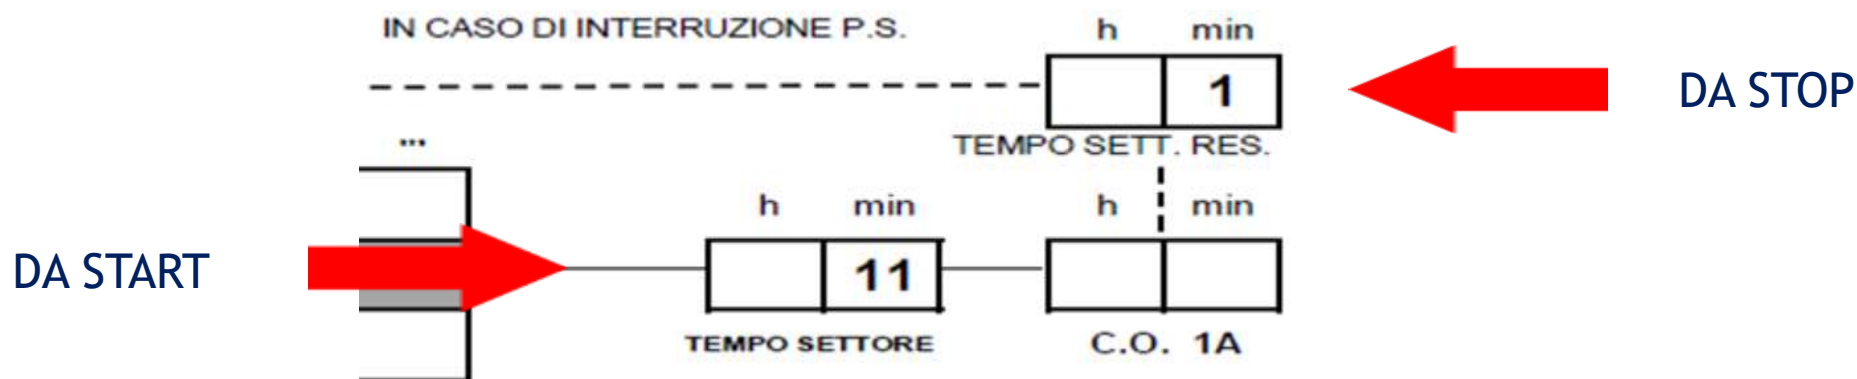 IN CASO DI INTERRUZIONE P.S.
h min
1
DA STOP
...
TEMPO SETT. RES.
h min
h min
DA START
11
TEMPO SETTORE
C.O. 1A